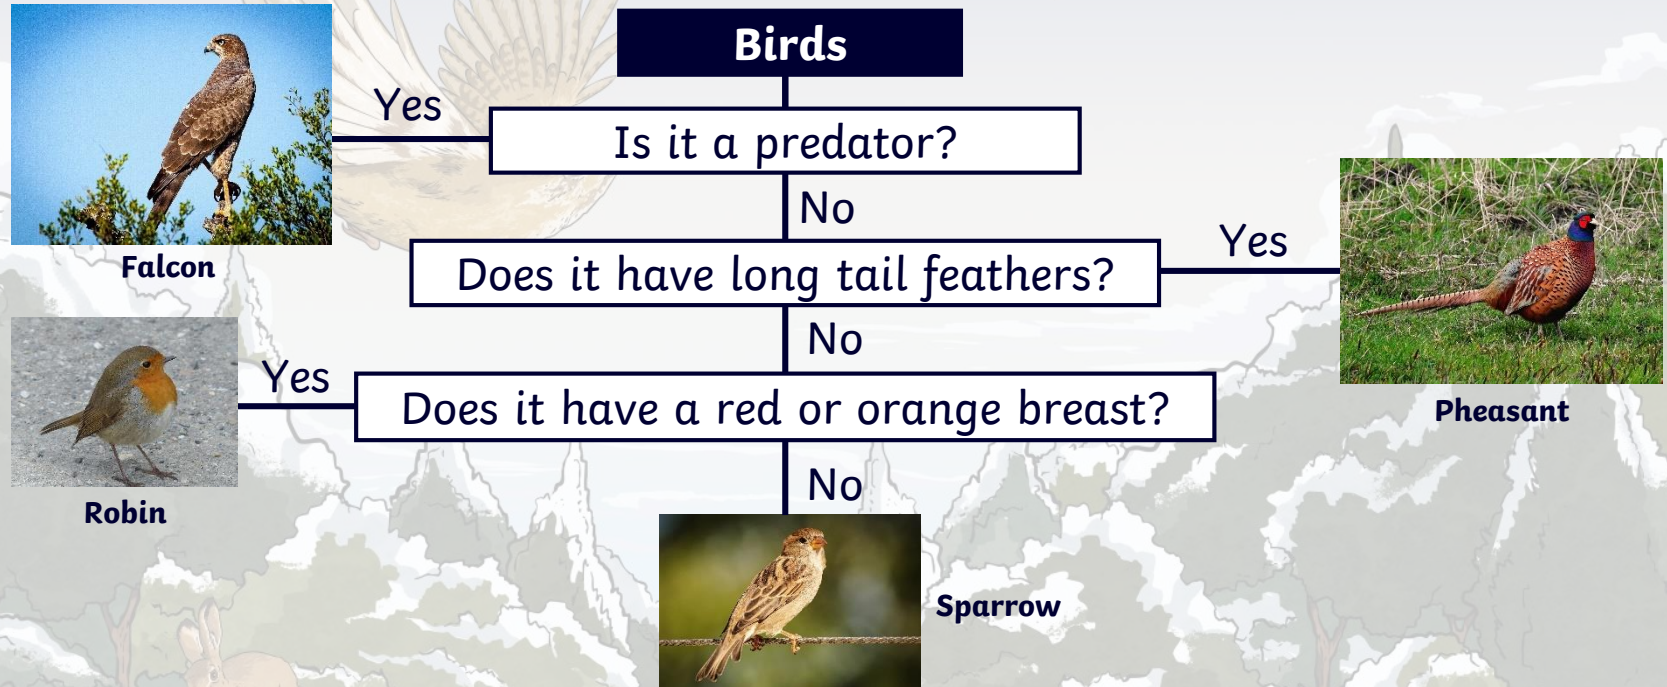 Birds
Yes
Is it a predator?
No
Falcon
Does it have long tail feathers?
Yes
Pheasant
No
Yes
Does it have a red or orange breast?
Robin
No
Sparrow